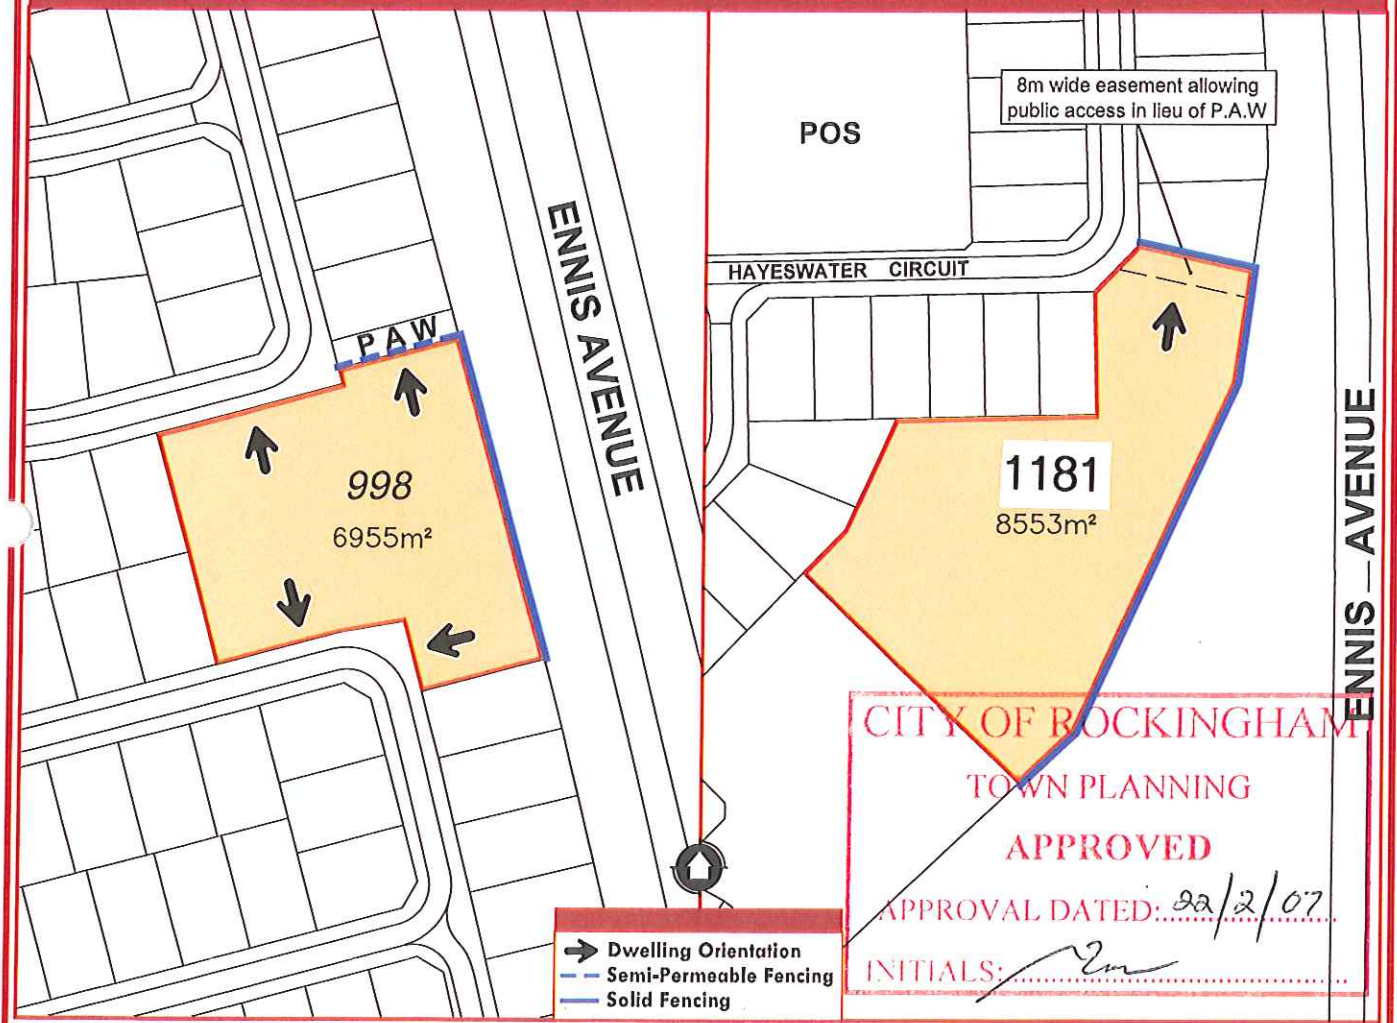 8m wide easement allowing
public access in lieu of P.A.W
POS
ENNIS AVENUE
HAYESWATER CIRCUIT
P A W
998
6955m²
1181
8553m²
ENNIS AVENUE
CITY OF ROCKINGHAM
TOWN PLANNING
APPROVED
APPROVAL DATED: 22/2/07
INITIALS:
Dwelling Orientation
Semi-Permeable Fencing
Solid Fencing